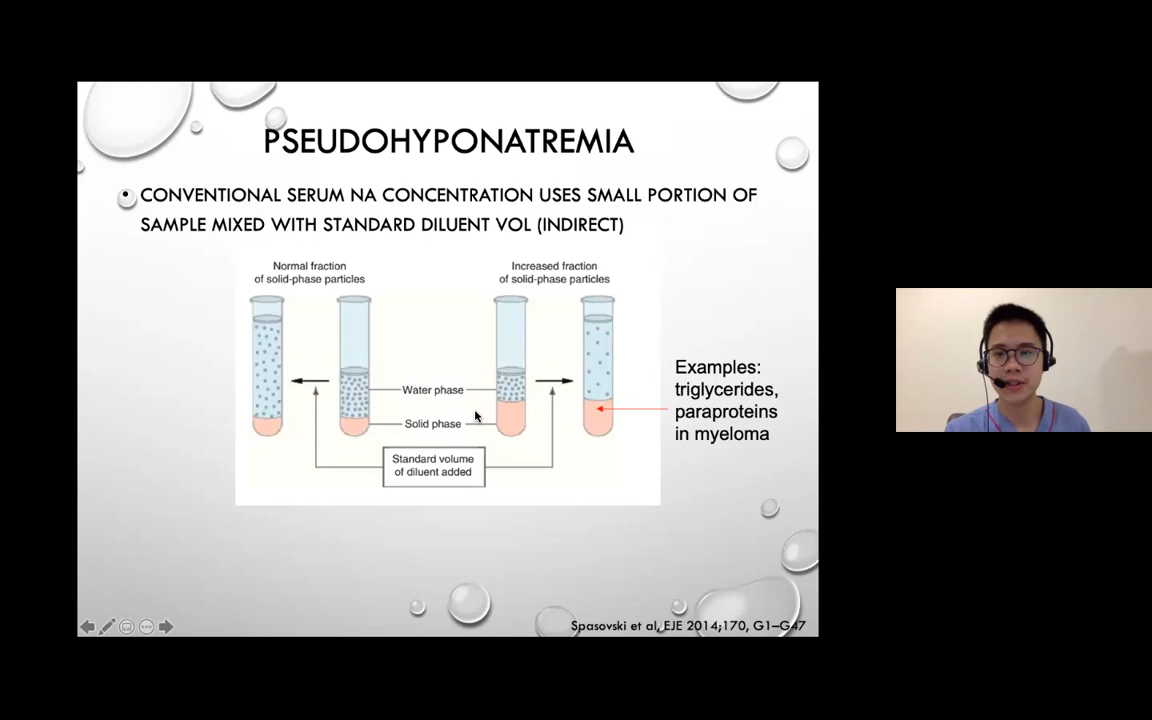 PSEUDOHYPONATREMIA
CONVENTIONAL SERUM NA CONCENTRATION USES SMALL PORTION OF
SAMPLE MIXED WITH STANDARD DILUENT VOL (INDIRECT)
Normal fraction
of solid-phase particles
Increased fraction
of solid-phase particles
Water phase
Solid phase
Standard volume
of diluent added
Examples:
triglycerides,
paraproteins
in myeloma
Spasovski et al, EJE 2014;170, G1–G47